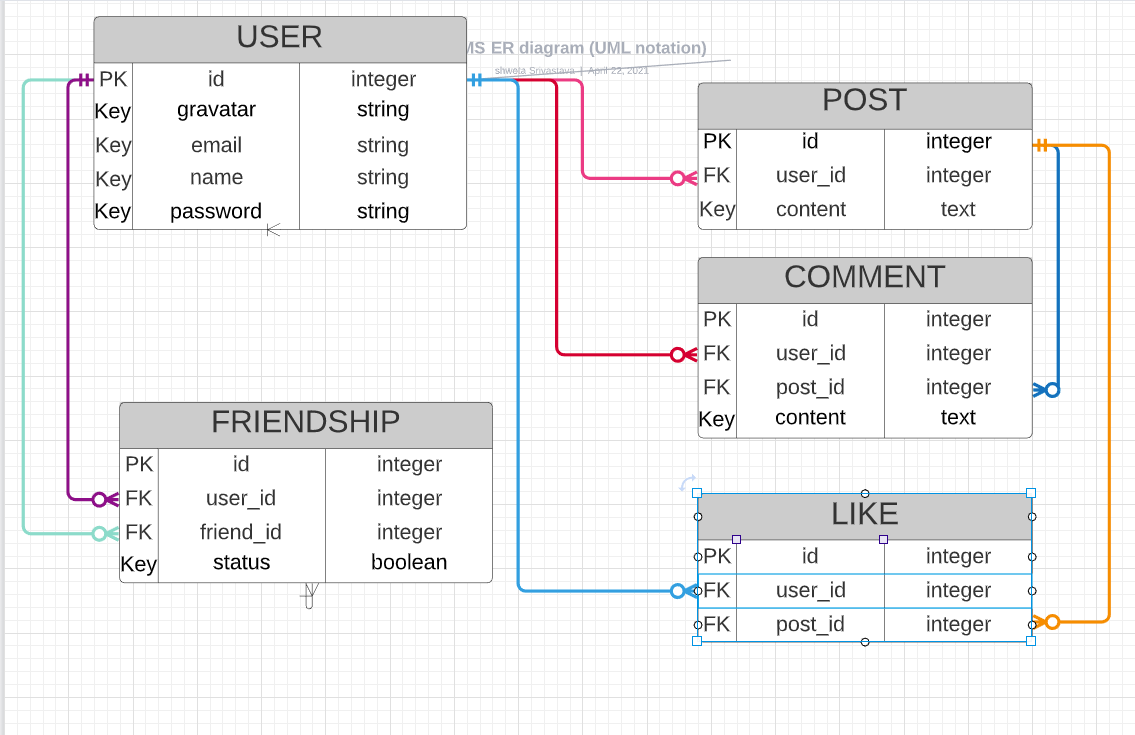 USER
PK id integer
Key gravatar string
Key email string
Key name string
Key password string
MS ER diagram (UML notation)
shweta Srivastava | April 22, 2021
POST
PK id integer
FK user_id integer
Key content text
COMMENT
PK id integer
FK user_id integer
FK post_id integer
Key content text
FRIENDSHIP
PK id integer
FK user_id integer
FK friend_id integer
Key status boolean
LIKE
PK id integer
FK user_id integer
FK post_id integer